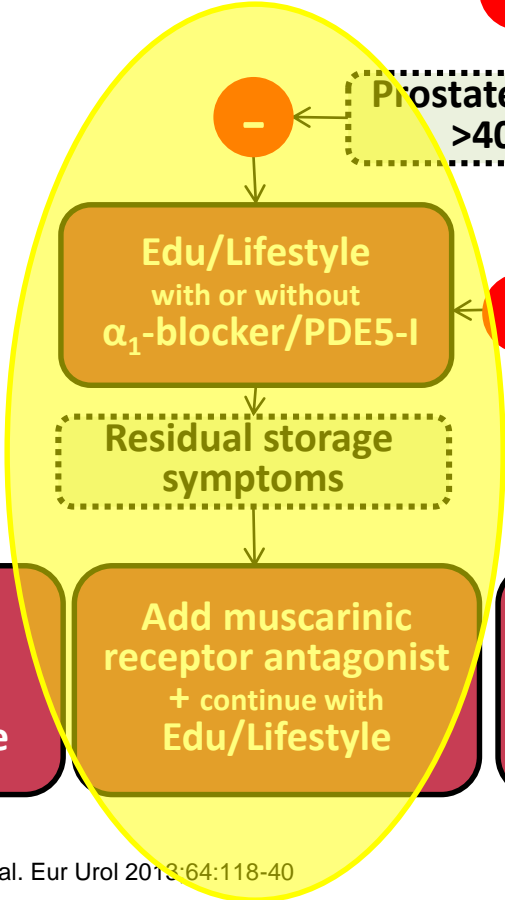 –
Prostate
>40
Edu/Lifestyle
with or without
α₁-blocker/PDE5-I
Residual storage
symptoms
Add muscarinic
receptor antagonist
+ continue with
Edu/Lifestyle
e
al. Eur Urol 2013:64:118-40